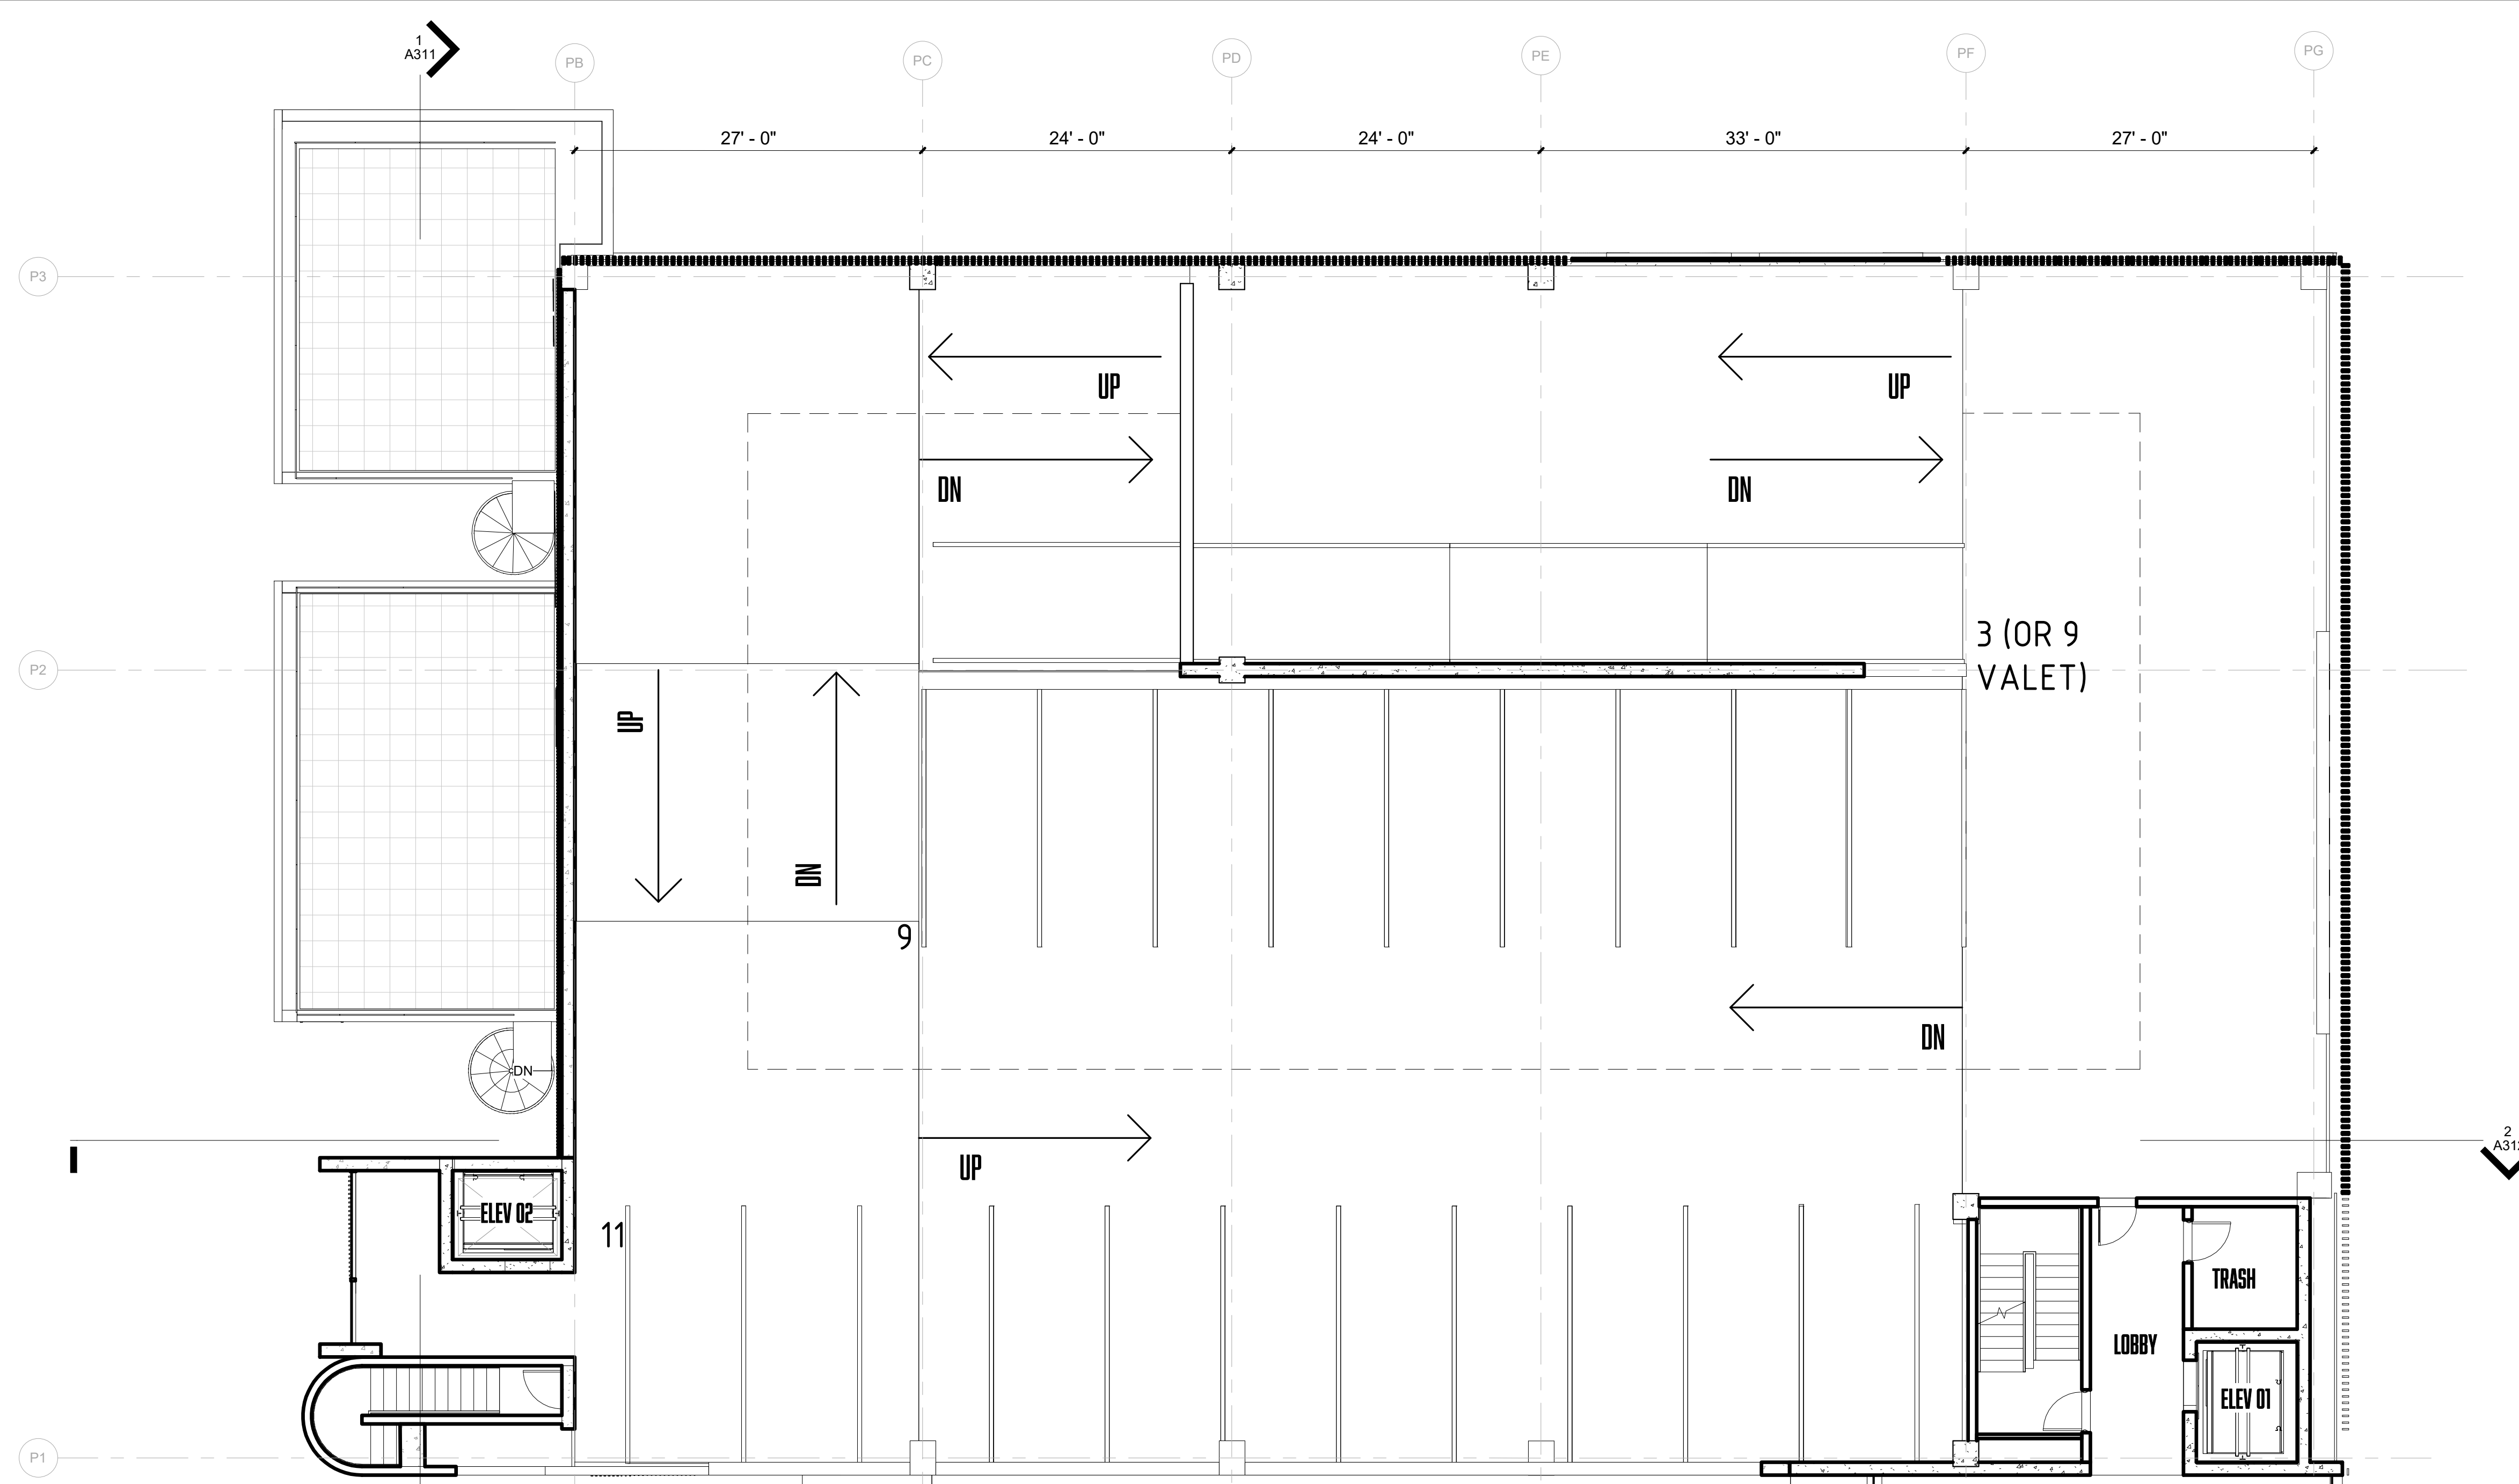 1
A311
PB
PC
PD
PE
PF
PG
27' - 0"
24' - 0"
24' - 0"
33' - 0"
27' - 0"
P3
UP
UP
DN
DN
3 (OR 9
VALET)
P2
UP
DN
9
DN
DN
UP
2
ELEV 02
11
TRASH
LOBBY
ELEV 01
P1